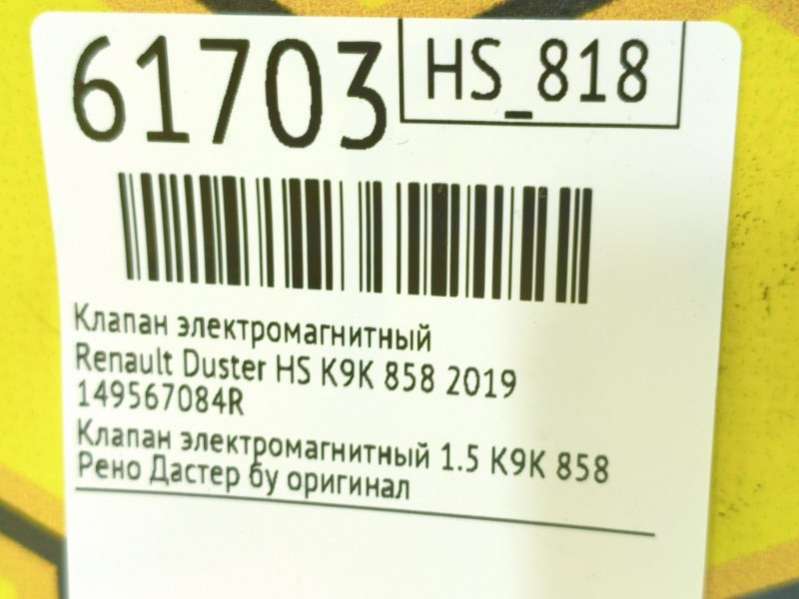 61703 HS_818
Клапан электромагнитный
Renault Duster HS K9K 858 2019
149567084R
Клапан электромагнитный 1.5 K9K 858
Рено Дастер бу оригинал